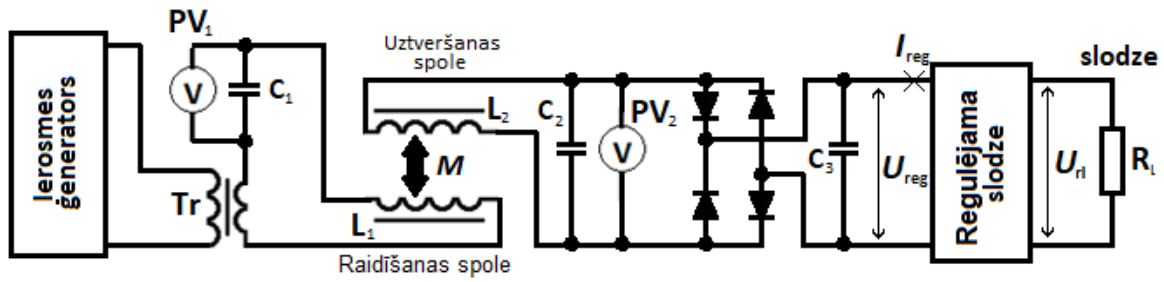 Ierosmes
ģenerators
PV₁
V
C₁
Tr
Uztveršanas
spole
L₂
M
L₁
Raidīšanas spole
C₂
PV₂
V
C₃
Iᵣₑg
Uᵣₑg
Regulējama
slodze
Uᵣl
slodze
R_L